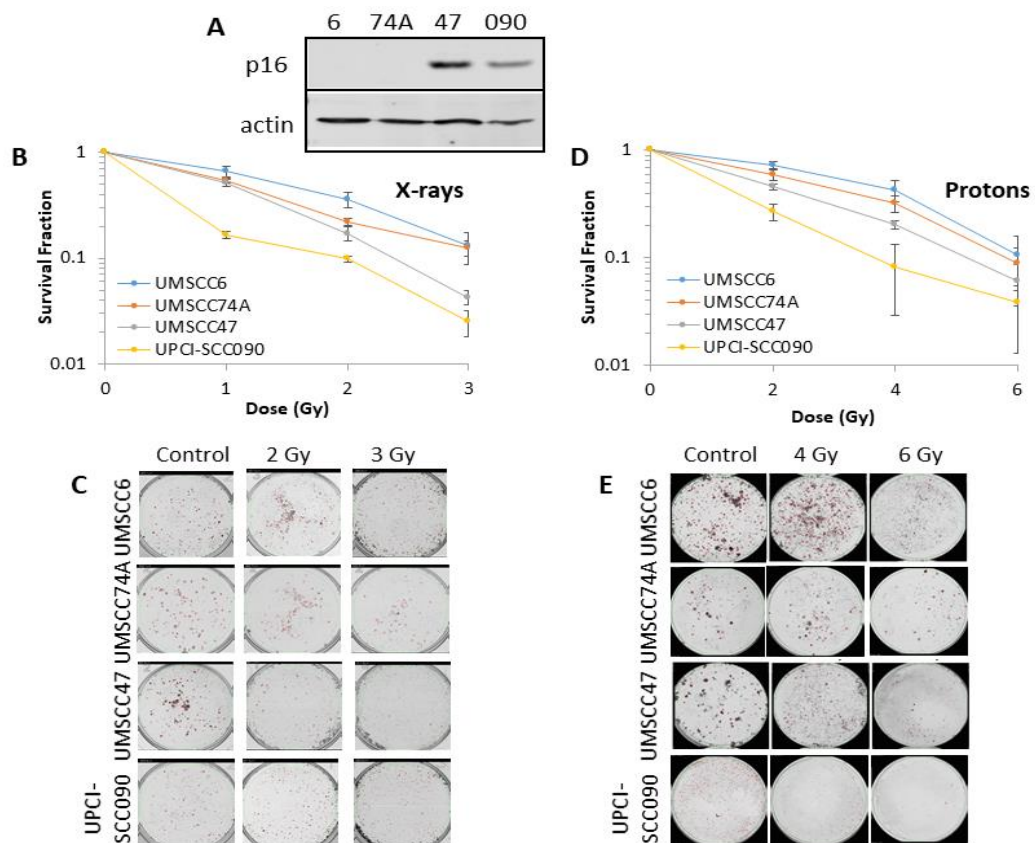 A
6 74A 47 090
p16
actin
B
X-rays
Survival Fraction
1
0.1
0.01
UMSCC6
UMSCC74A
UMSCC47
UPCI-SCC090
0 1 2 3
Dose (Gy)
D
Protons
Survival Fraction
1
0.1
0.01
UMSCC6
UMSCC74A
UMSCC47
UPCI-SCC090
0 2 4 6
Dose (Gy)
C
Control 2 Gy 3 Gy
UMSCC6
UMSCC74A
UMSCC47
UPCI-
SCC090
E
Control 4 Gy 6 Gy
UMSCC6
UMSCC74A
UMSCC47
UPCI-
SCC090